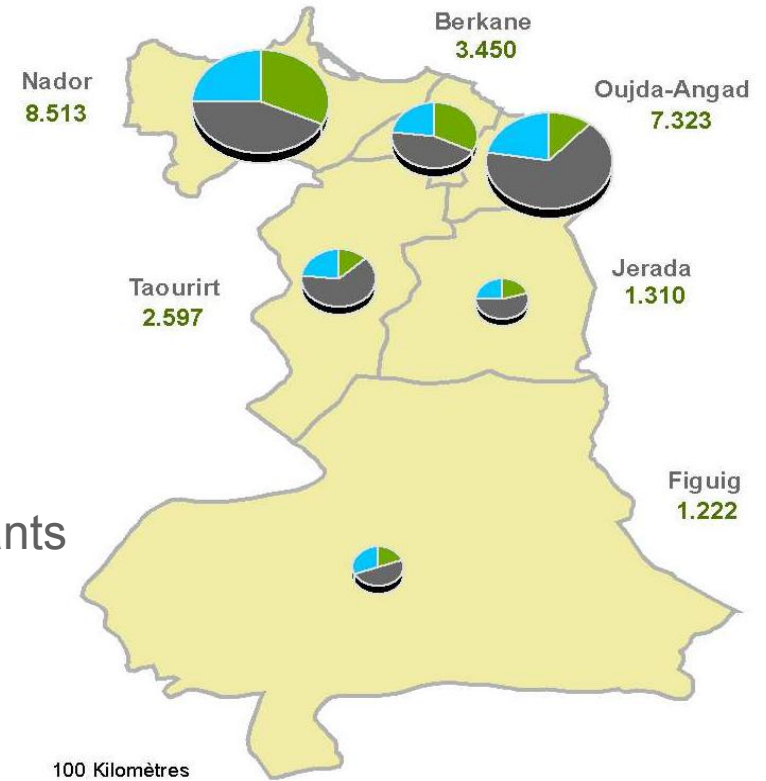 Berkane
3.450
Nador
8.513
Oujda-Angad
7.323
Taourirt
2.597
Jerada
1.310
Figuig
1.222
100 Kilomètres